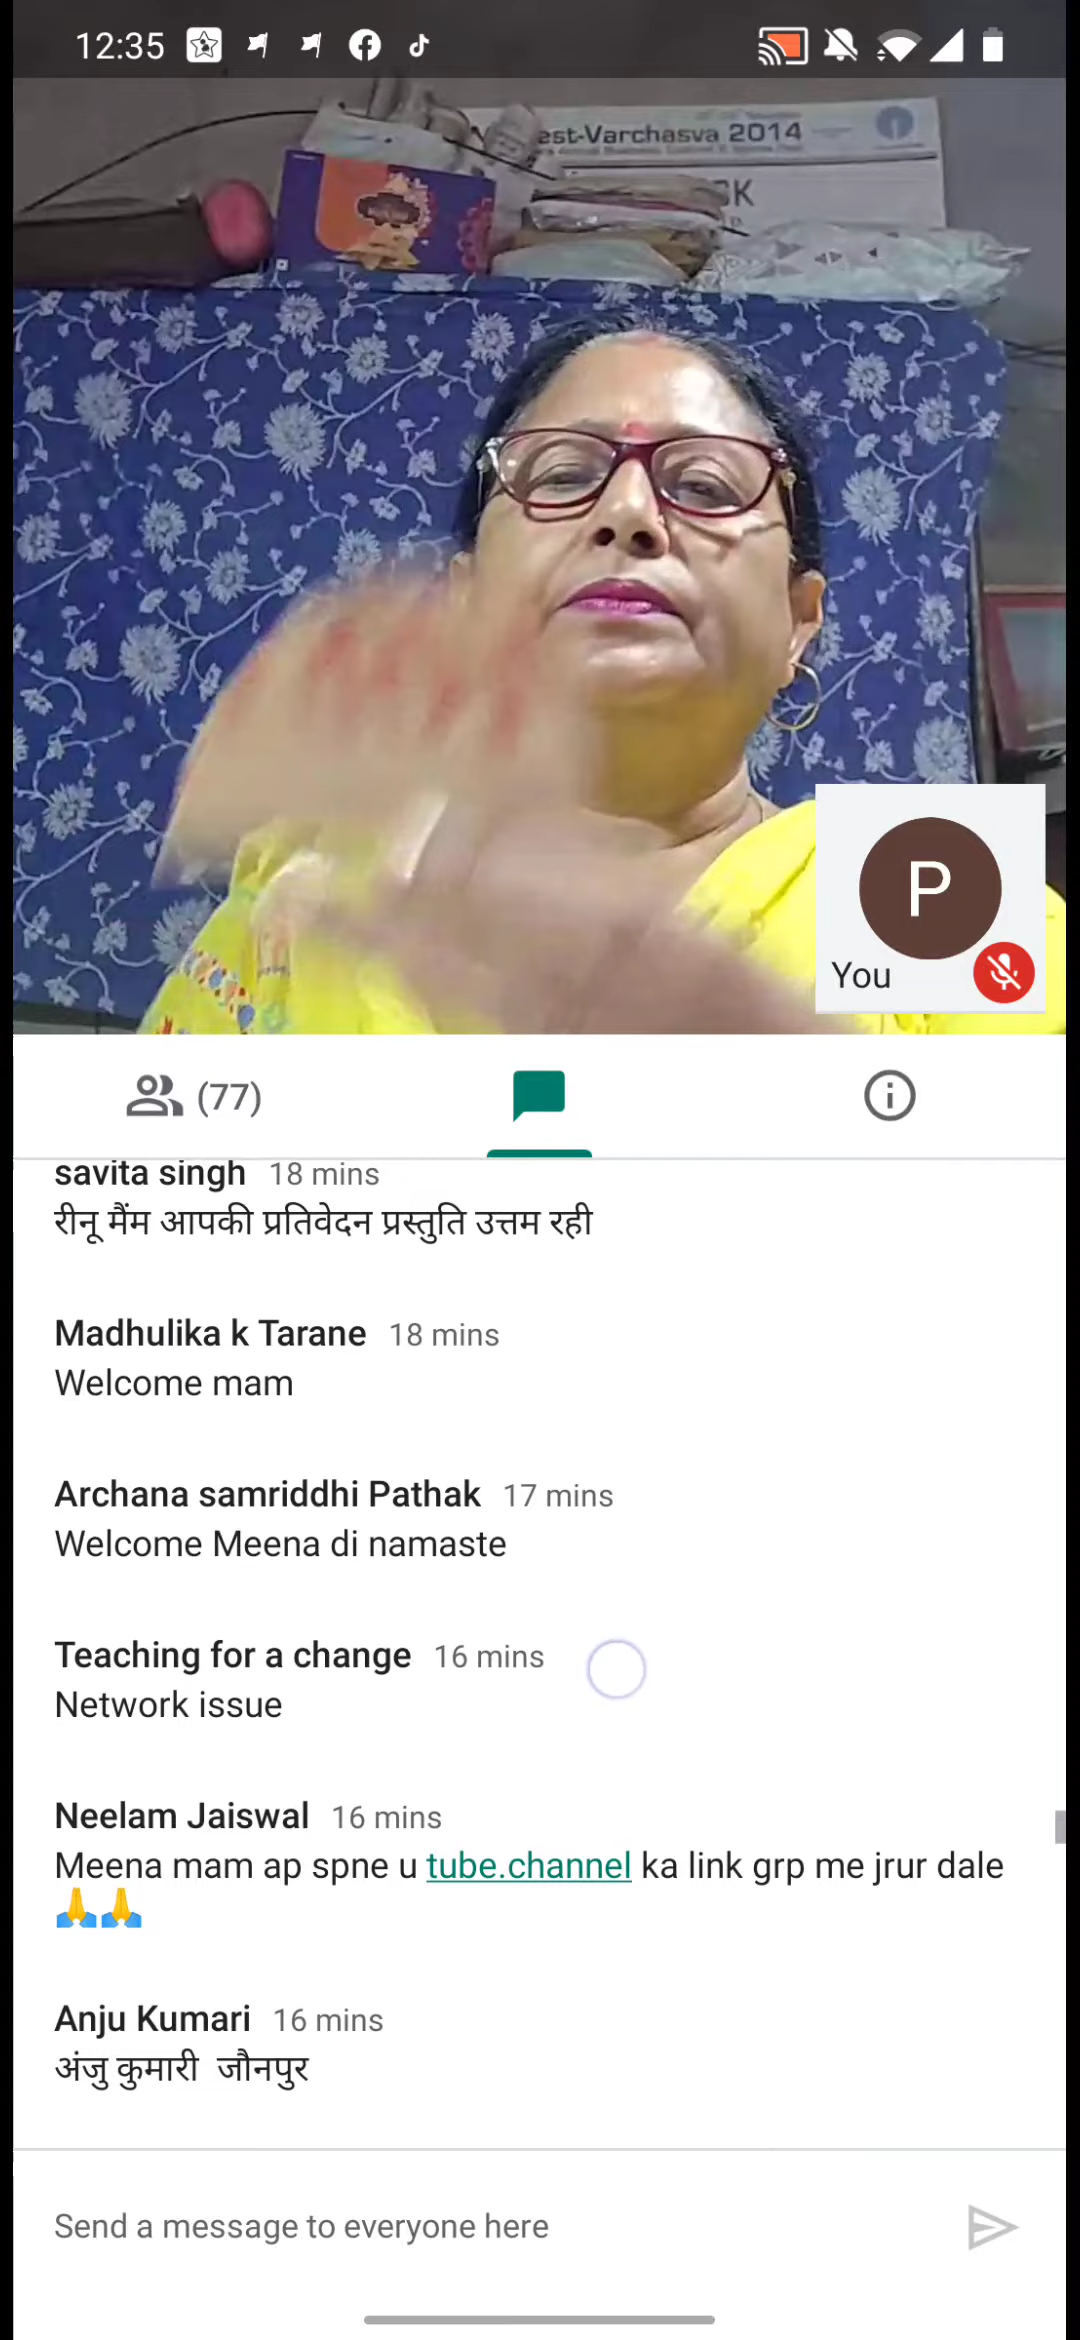 12:35
est-Varchasva 2014
SK
P
You
(77)
savita singh 18 mins
रीनू मैंम आपकी प्रतिवेदन प्रस्तुति उत्तम रही
Madhulika k Tarane 18 mins
Welcome mam
Archana samriddhi Pathak 17 mins
Welcome Meena di namaste
Teaching for a change 16 mins
Network issue
Neelam Jaiswal 16 mins
Meena mam ap spne u tube.channel ka link grp me jrur dale
🙏🙏
Anju Kumari 16 mins
अंजु कुमारी जौनपुर
Send a message to everyone here